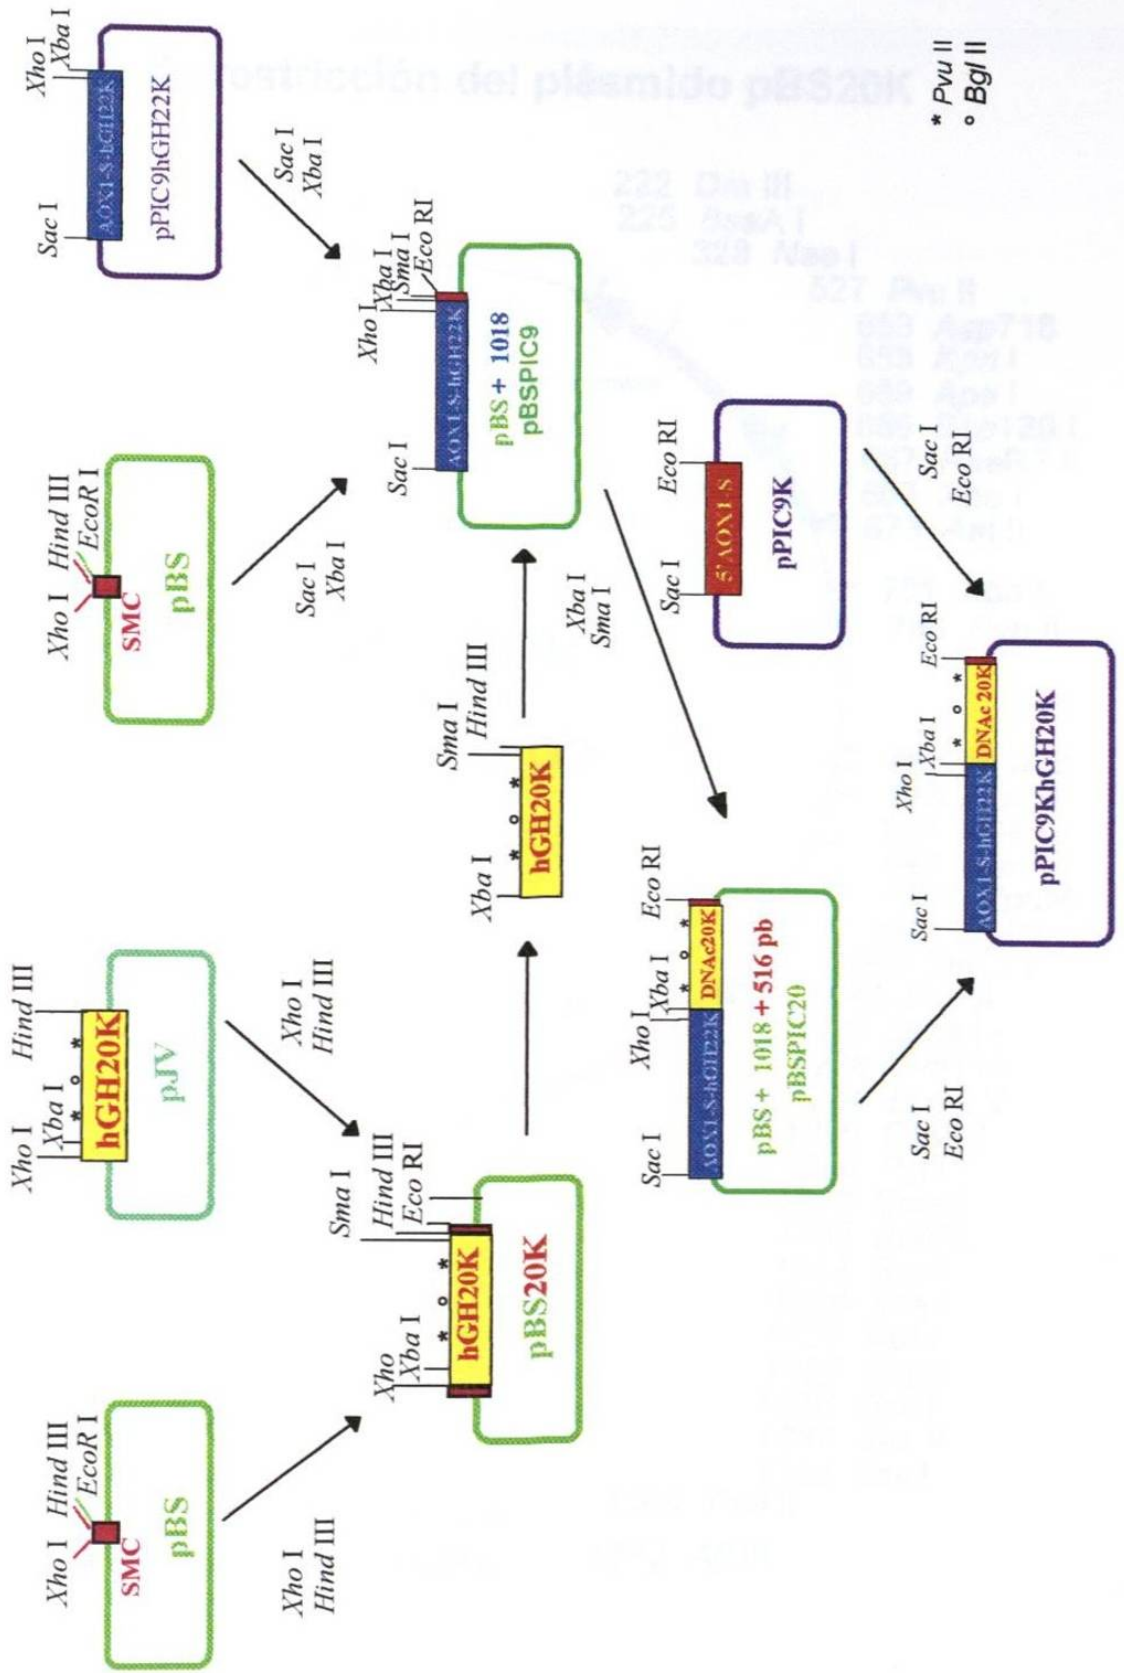 Xho I
Hind III
EcoR I
SMC
pBS
Xho I
Hind III
Xho I
Xba I
Hind III
* ° *
hGH20K
pJV
Xho I
Hind III
Xho I
Hind III
EcoR I
SMC
pBS
Sac I
Xba I
Sac I
Xho I
Xba I
AOX1-S-hGH22K
pPIC9hGH22K
Sac I
Xba I
Xho
Xba I
Sma I
Hind III
Eco RI
* ° *
hGH20K
pBS20K
Xba I
Sma I
Hind III
* ° *
hGH20K
Sac I
Xho I
Xba I
Sma I
Eco RI
AOX1-S-hGH22K
pBS + 1018
pBSPIC9
Xba I
Sma I
Sac I
Xho I
Xba I
Eco RI
* ° *
AOX1-S-hGH22K
DNAc20K
pBS + 1018 + 516 pb
pBSPIC20
Sac I
Eco RI
Sac I
Eco RI
5'AOX1-S
pPIC9K
Sac I
Eco RI
Sac I
Xho I
Xba I
Eco RI
* ° *
AOX1-S-hGH22K
DNAc 20K
pPIC9KhGH20K
* Pvu II
° Bgl II